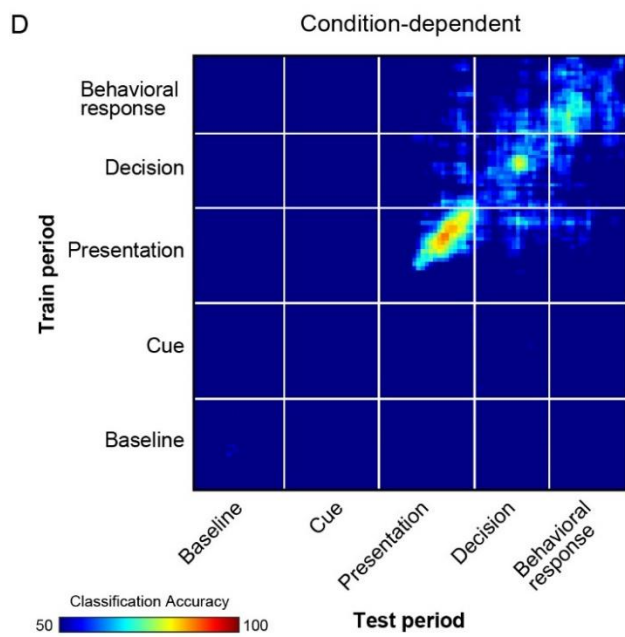 D
Condition-dependent
Behavioral
response
Decision
Presentation
Cue
Baseline
Train period
Baseline
Cue
Presentation
Decision
Behavioral
response
Test period
Classification Accuracy
50
100